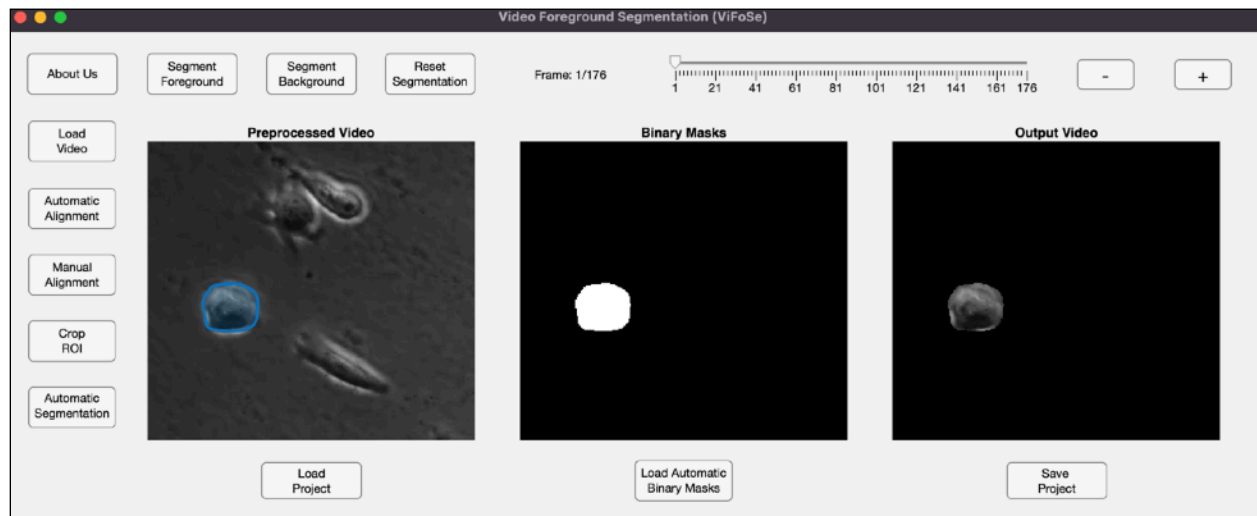 Video Foreground Segmentation (ViFoSe)
About Us
Segment
Foreground
Segment
Background
Reset
Segmentation
Frame: 1/176
1 21 41 61 81 101 121 141 161 176
-
+
Load
Video
Automatic
Alignment
Manual
Alignment
Crop
ROI
Automatic
Segmentation
Preprocessed Video
Binary Masks
Output Video
Load
Project
Load Automatic
Binary Masks
Save
Project